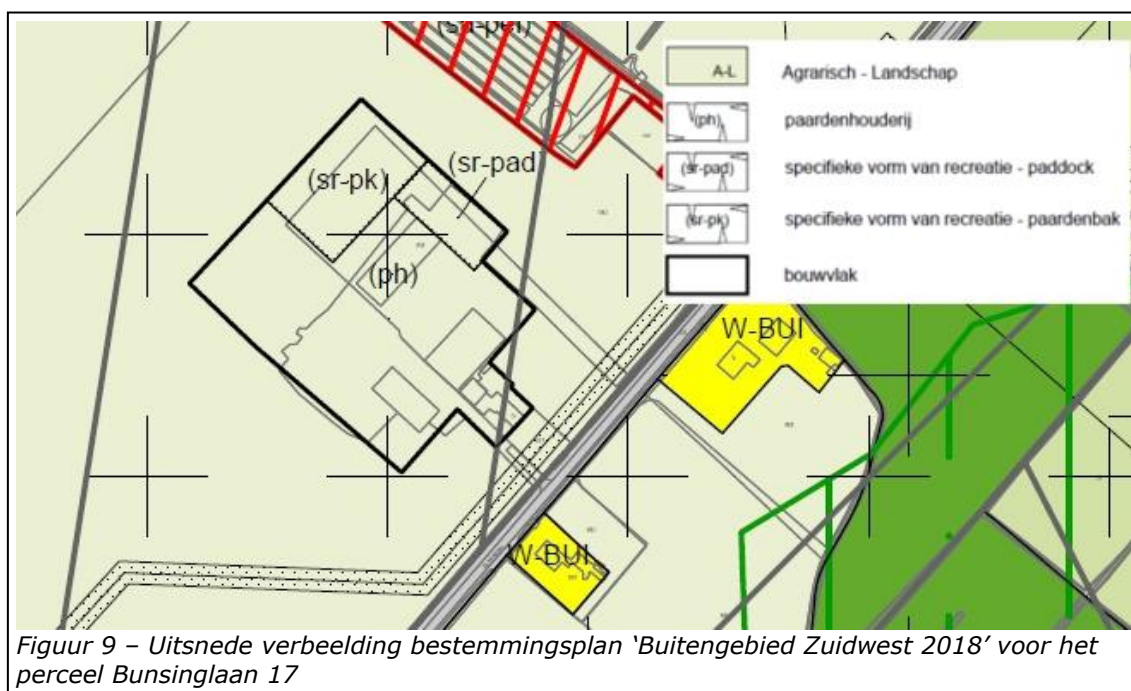 (sr-pad)
(sr-pk)
(ph)
W-BUI
W-BUI
A-L Agrarisch - Landschap
(ph) paardenhouderij
(sr-pad) specifieke vorm van recreatie - paddock
(sr-pk) specifieke vorm van recreatie - paardenbak
bouwvlak
Figuur 9 – Uitsnede verbeelding bestemmingsplan ‘Buitengebied Zuidwest 2018’ voor het
perceel Bunsinglaan 17